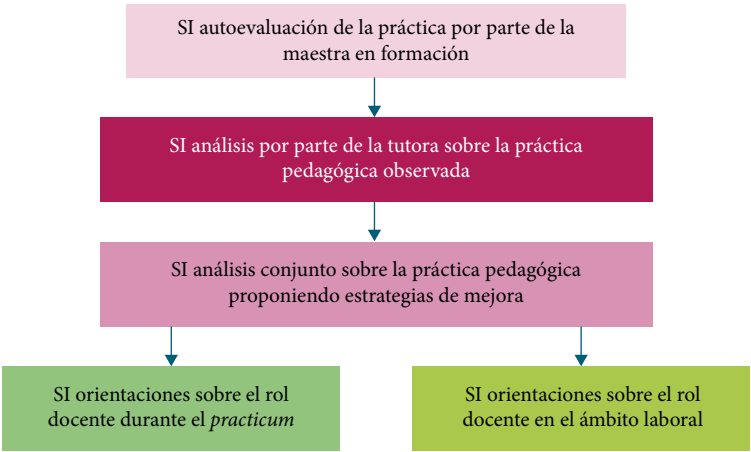 SI autoevaluación de la práctica por parte de la
maestra en formación
SI análisis por parte de la tutora sobre la práctica
pedagógica observada
SI análisis conjunto sobre la práctica pedagógica
proponiendo estrategias de mejora
SI orientaciones sobre el rol
docente durante el practicum
SI orientaciones sobre el rol
docente en el ámbito laboral